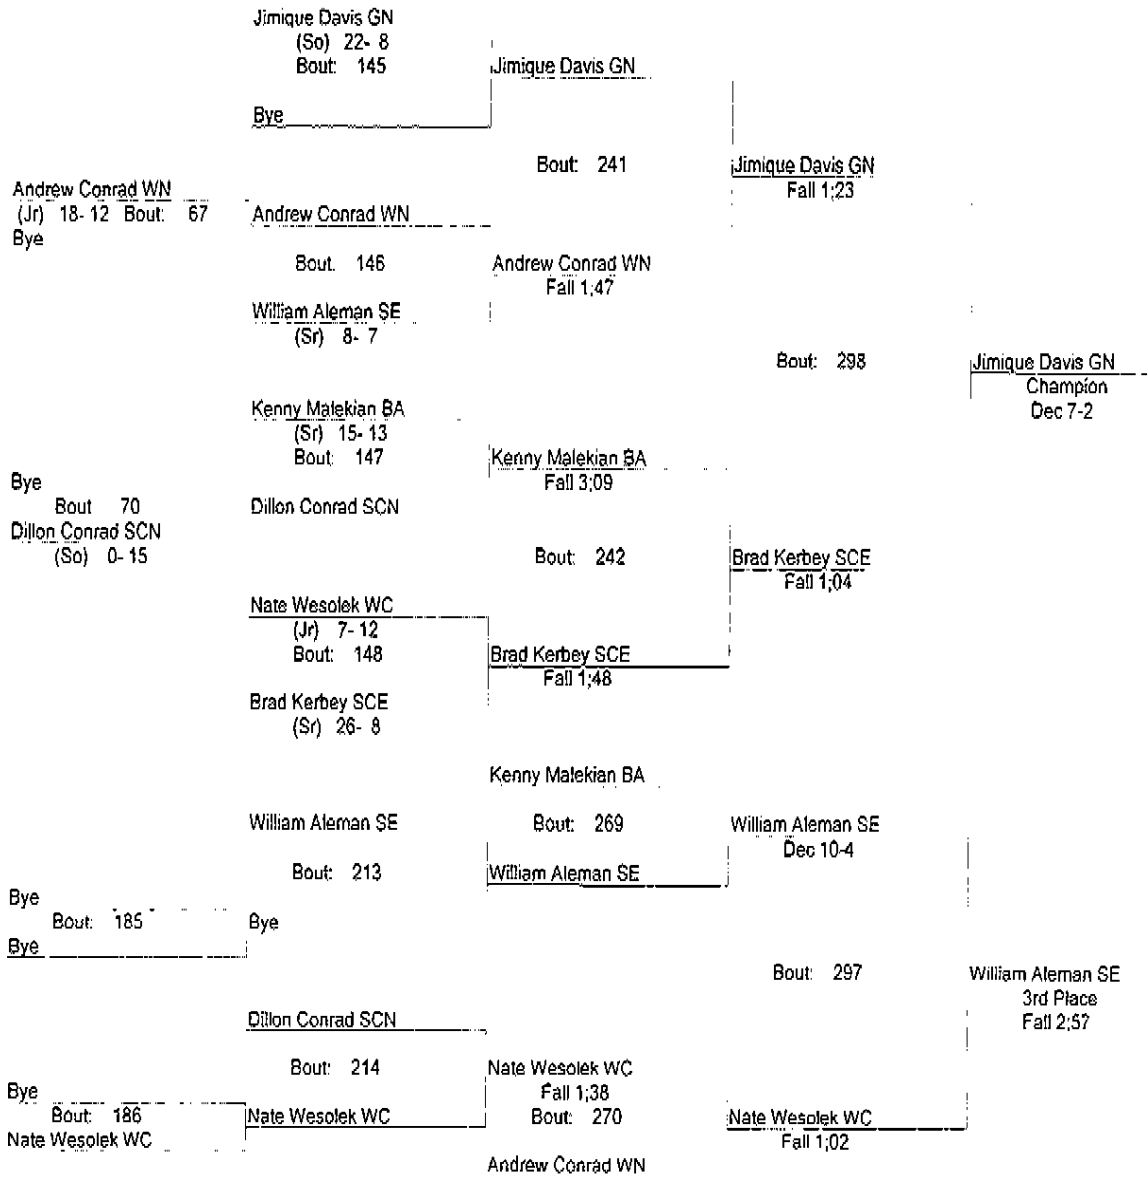 Jimique Davis GN
(So) 22- 8
Bout: 145
Jimique Davis GN
Bye
Bout: 241
Jimique Davis GN
Fall 1;23
Andrew Conrad WN
(Jr) 18- 12 Bout: 67
Bye
Andrew Conrad WN
Bout. 146
Andrew Conrad WN
Fall 1;47
William Aleman SE
(Sr) 8- 7
Bout: 298
Jimique Davis GN
Champion
Dec 7-2
Kenny Malekian BA
(Sr) 15- 13
Bout: 147
Kenny Malekian BA
Fall 3;09
Bye
Bout 70
Dillon Conrad SCN
(So) 0- 15
Dillon Conrad SCN
Bout: 242
Brad Kerbey SCE
Fall 1;04
Nate Wesolek WC
(Jr) 7- 12
Bout: 148
Brad Kerbey SCE
Fall 1;48
Brad Kerbey SCE
(Sr) 26- 8
Kenny Malekian BA
William Aleman SE
Bout: 269
William Aleman SE
Dec 10-4
Bout: 213
William Aleman SE
Bye
Bout: 185
Bye
Bye
Bout: 297
William Aleman SE
3rd Place
Fall 2;57
Dillon Conrad SCN
Bout: 214
Nate Wesolek WC
Fall 1;38
Bout: 270
Bye
Bout: 186
Nate Wesolek WC
Nate Wesolek WC
Nate Wesolek WC
Fall 1;02
Andrew Conrad WN